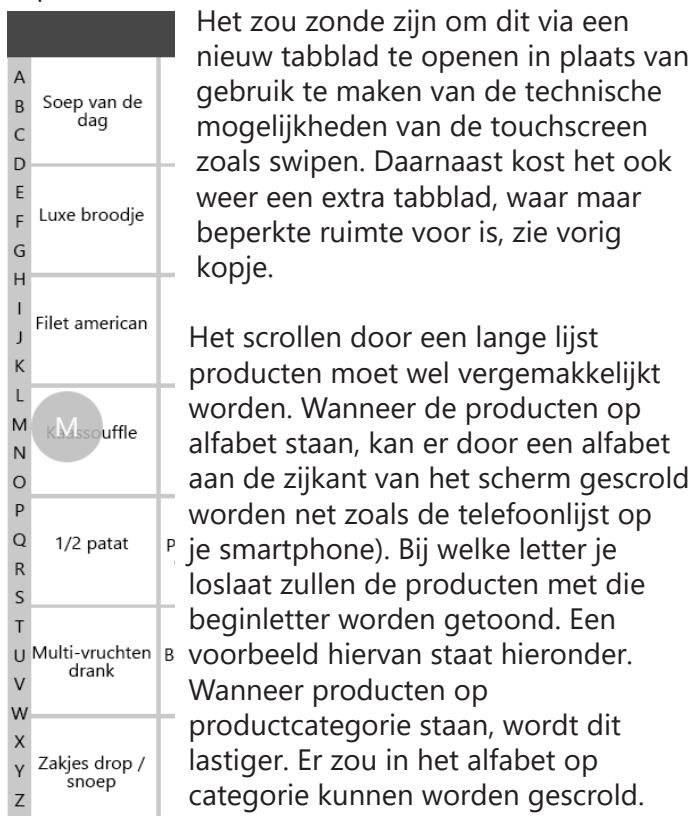 A
B
C
D
E
F
G
H
I
J
K
L
M
N
O
P
Q
R
S
T
U
V
W
X
Y
Z
Soep van de
dag
Luxe broodje
Filet american
M
Kaassouffle
1/2 patat
P
Multi-vruchten
drank
B
Zakjes drop /
snoep
Het zou zonde zijn om dit via een
nieuw tabblad te openen in plaats van
gebruik te maken van de technische
mogelijkheden van de touchscreen
zoals swipen. Daarnaast kost het ook
weer een extra tabblad, waar maar
beperkte ruimte voor is, zie vorig
kopje.
Het scrollen door een lange lijst
producten moet wel vergemakkelijkt
worden. Wanneer de producten op
alfabet staan, kan er door een alfabet
aan de zijkant van het scherm gescrold
worden net zoals de telefoonlijst op
je smartphone). Bij welke letter je
loslaat zullen de producten met die
beginletter worden getoond. Een
voorbeeld hiervan staat hieronder.
Wanneer producten op
productcategorie staan, wordt dit
lastiger. Er zou in het alfabet op
categorie kunnen worden gescrold.